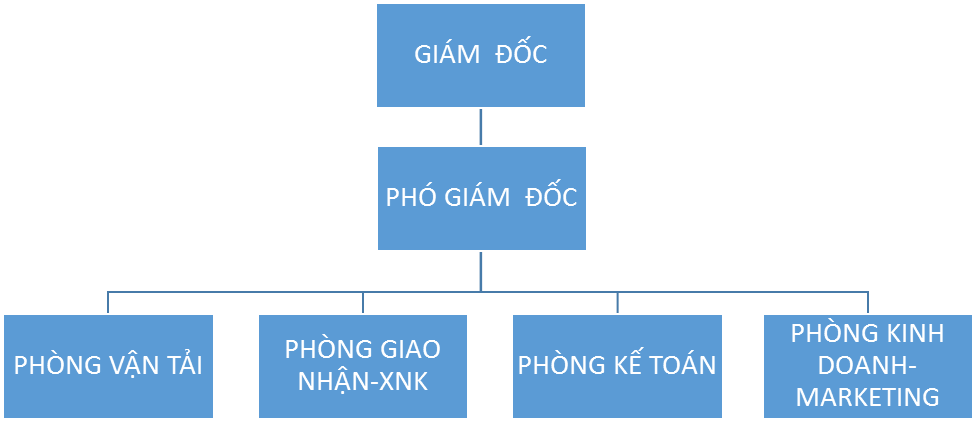 GIÁM ĐỐC
PHÓ GIÁM ĐỐC
PHÒNG VẬN TẢI
PHÒNG GIAO
NHẬN-XNK
PHÒNG KẾ TOÁN
PHÒNG KINH
DOANH-
MARKETING